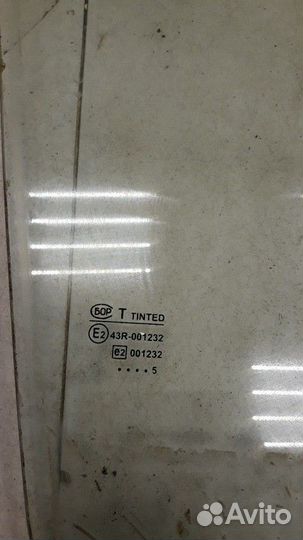 БОР T TINTED
E2 43R-001232
e2 001232
•••• 5
Avito